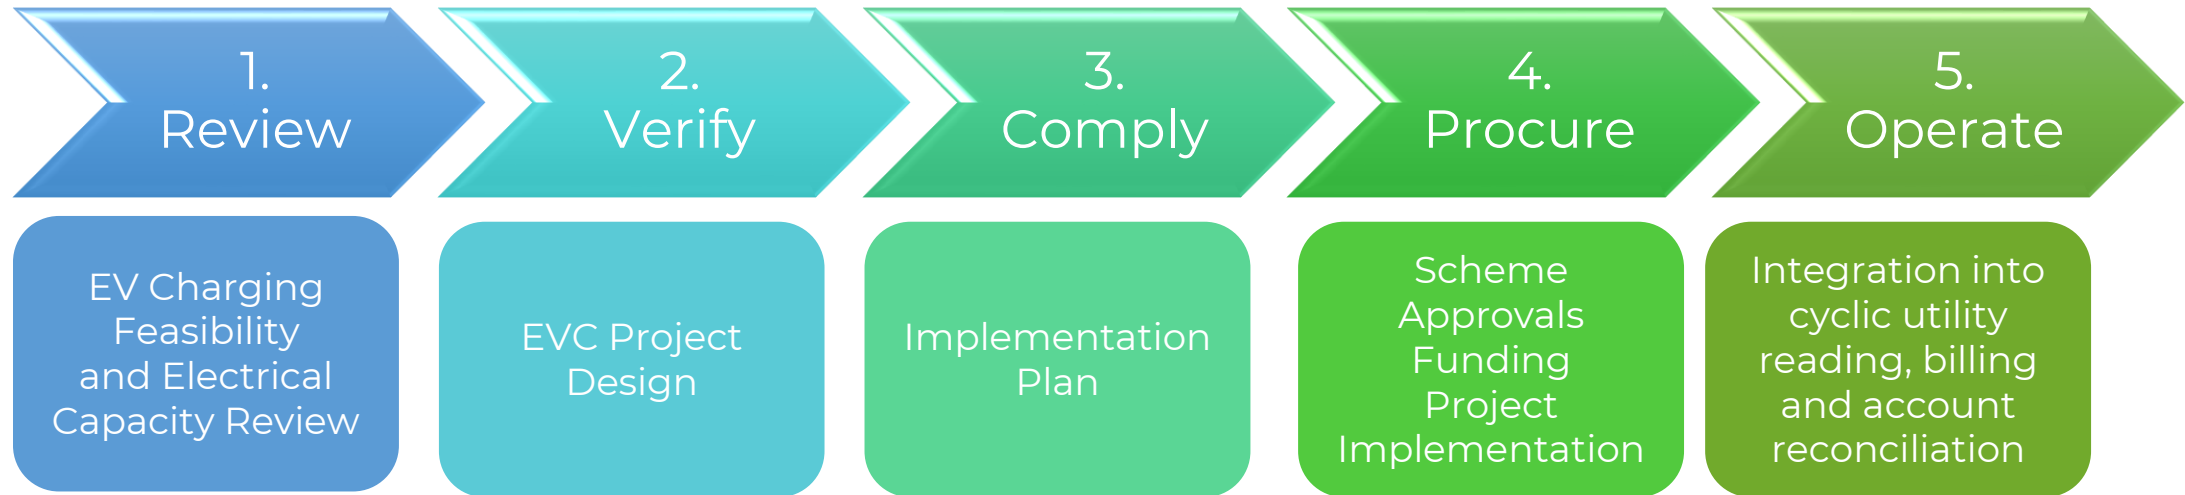 1.
Review
2.
Verify
3.
Comply
4.
Procure
5.
Operate
EV Charging
Feasibility
and Electrical
Capacity Review
EVC Project
Design
Implementation
Plan
Scheme
Approvals
Funding
Project
Implementation
Integration into
cyclic utility
reading, billing
and account
reconciliation